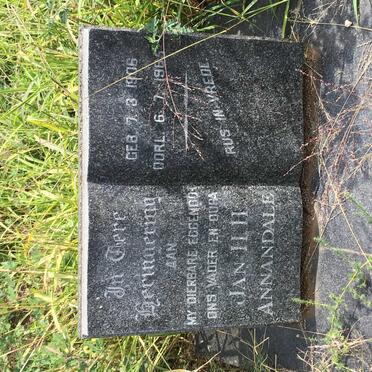 In Tere
Herinnering
AAN
MY DIERBARE EGGENOOT
ONS VADER EN OUPA
JAN H.H.
ANNANDALE
GEB. 7. 3. 1906
OORL. 6. 7.
RUS IN VREDE